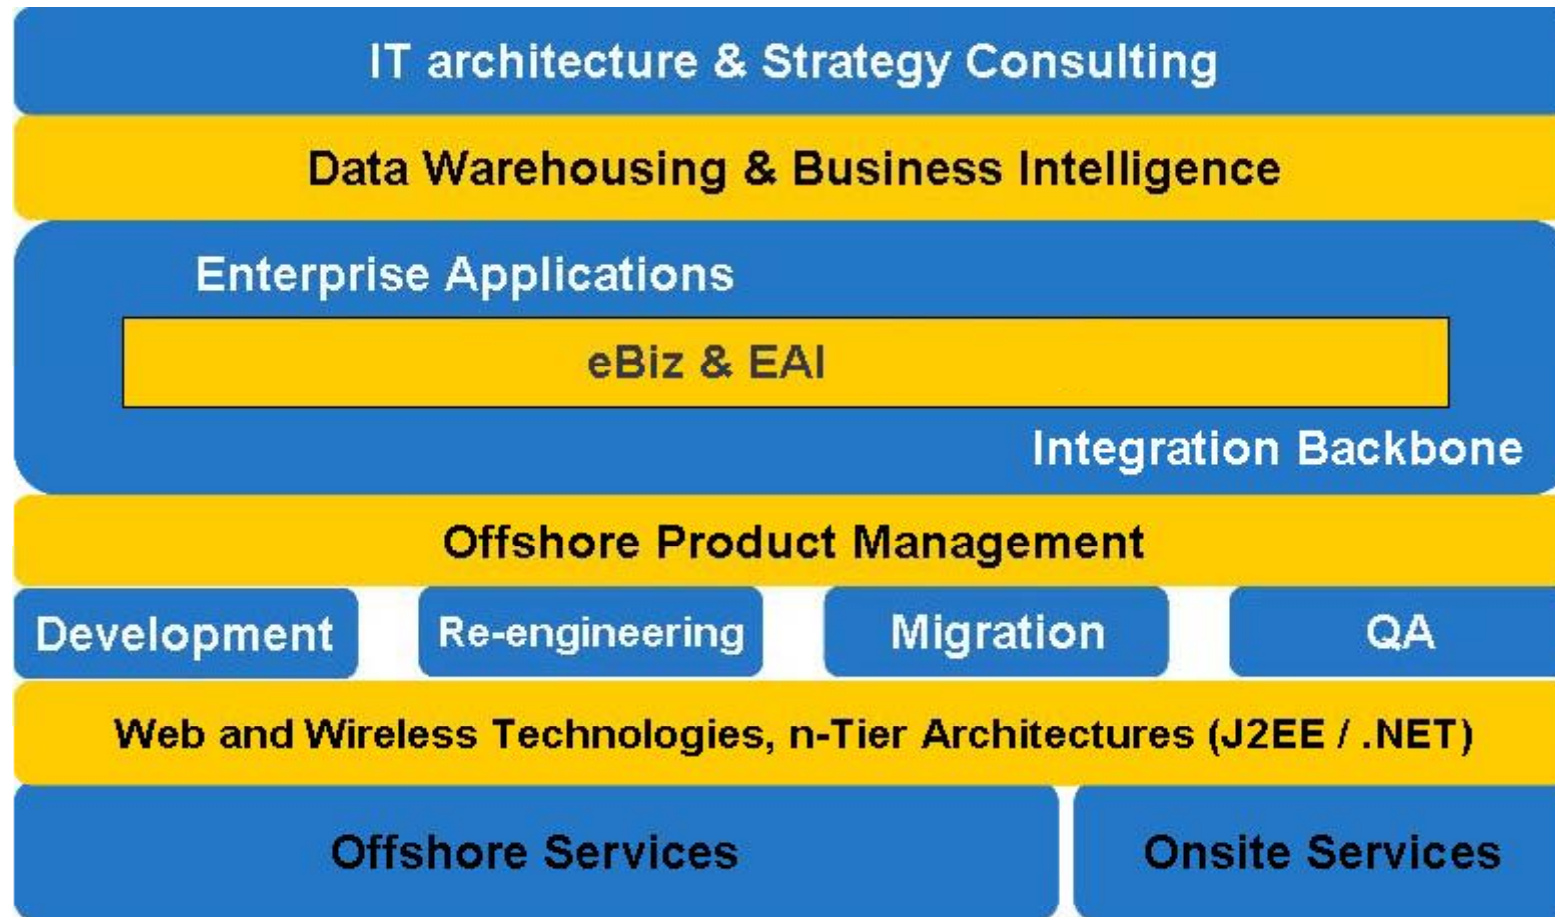 IT architecture & Strategy Consulting
Data Warehousing & Business Intelligence
Enterprise Applications
eBiz & EAI
Integration Backbone
Offshore Product Management
Development
Re-engineering
Migration
QA
Web and Wireless Technologies, n-Tier Architectures (J2EE / .NET)
Offshore Services
Onsite Services